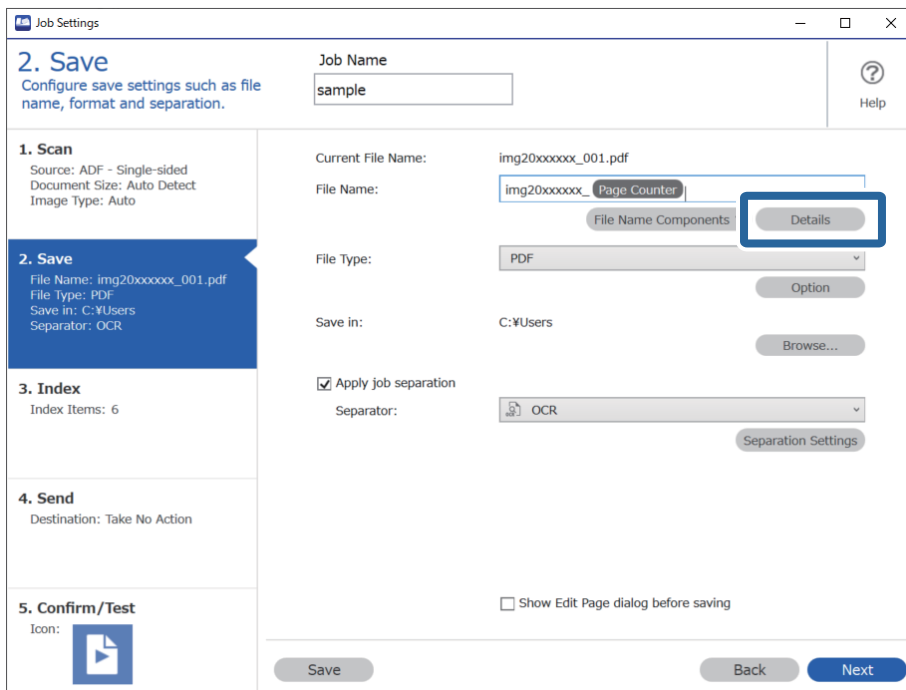 Job Settings
2. Save
Configure save settings such as file
name, format and separation.
Job Name
sample
Help
1. Scan
Source: ADF - Single-sided
Document Size: Auto Detect
Image Type: Auto
2. Save
File Name: img20xxxxxx_001.pdf
File Type: PDF
Save in: C:¥Users
Separator: OCR
3. Index
Index Items: 6
4. Send
Destination: Take No Action
5. Confirm/Test
Icon:
Current File Name: img20xxxxxx_001.pdf
File Name: img20xxxxxx_ Page Counter
File Name Components Details
File Type: PDF
Option
Save in: C:¥Users
Browse...
Apply job separation
Separator: OCR
Separation Settings
Show Edit Page dialog before saving
Save Back Next